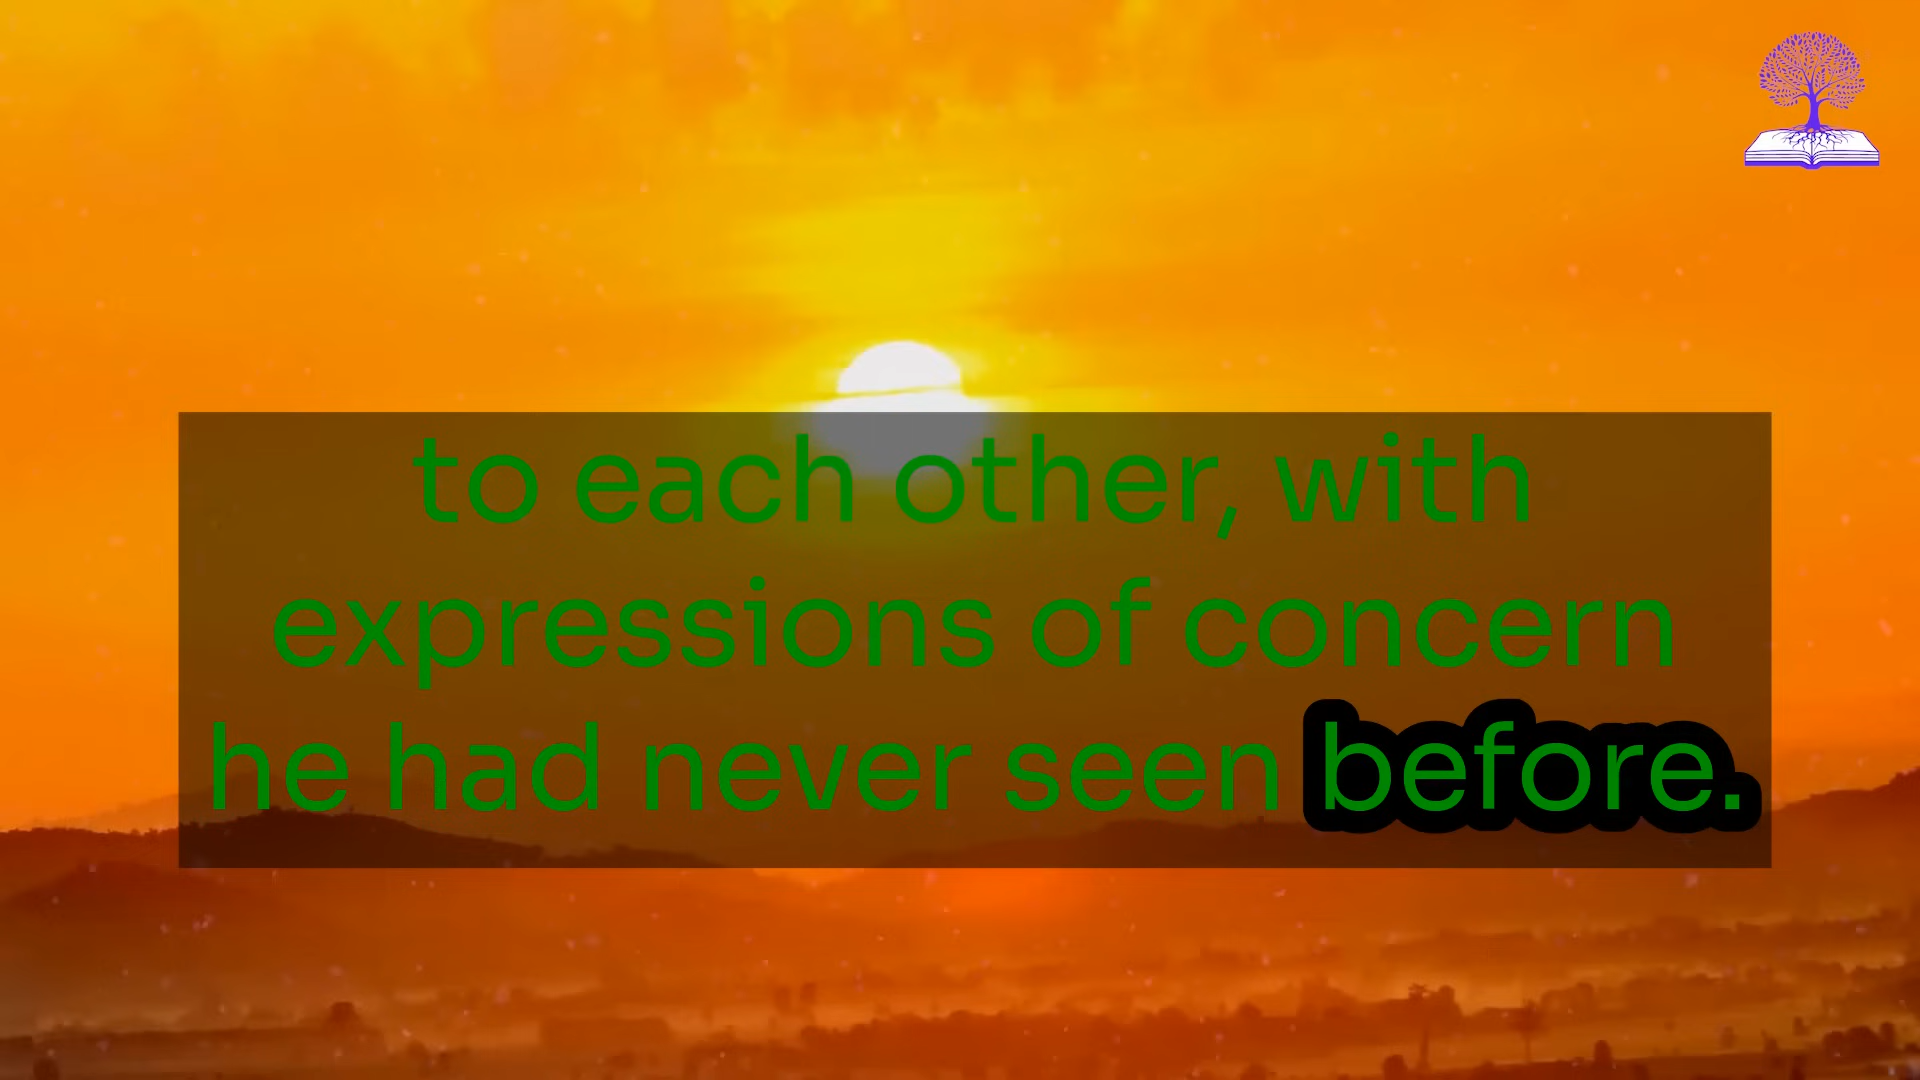 to each other, with
expressions of concern
he had never seen before.